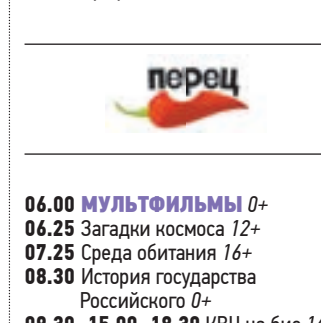 перец
06.00 МУЛЬТФИЛЬМЫ 0+
06.25 Загадки космоса 12+
07.25 Среда обитания 16+
08.30 История государства
Российского 0+